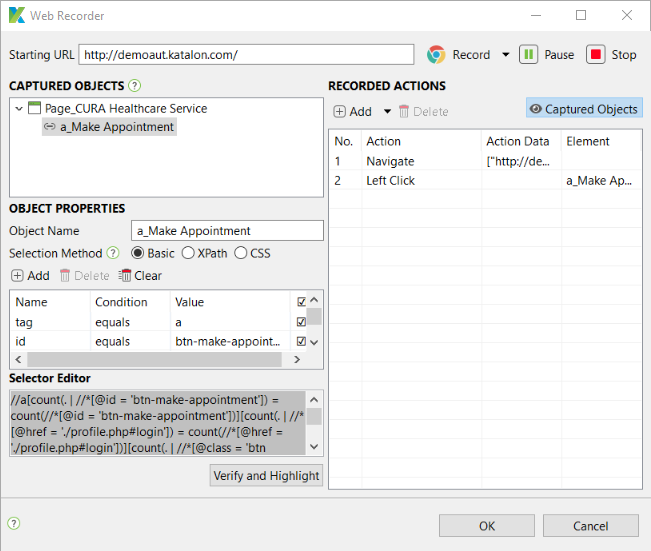 Web Recorder
Starting URL http://demoaut.katalon.com/ Record Pause Stop
CAPTURED OBJECTS ?
Page_CURA Healthcare Service
a_Make Appointment
OBJECT PROPERTIES
Object Name a_Make Appointment
Selection Method ? Basic XPath CSS
Add Delete Clear
Name Condition Value
tag equals a
id equals btn-make-appoint...
Selector Editor
//a[count(. | //*[@id = 'btn-make-appointment']) =
count(//*[@id = 'btn-make-appointment'])][count(. | //*
[@href = './profile.php#login']) = count(//*[@href =
'./profile.php#login'])][count(. | //*[@class = 'btn
Verify and Highlight
RECORDED ACTIONS
Add Delete Captured Objects
No. Action Action Data Element
1 Navigate ["http://de...
2 Left Click a_Make Ap...
? OK Cancel